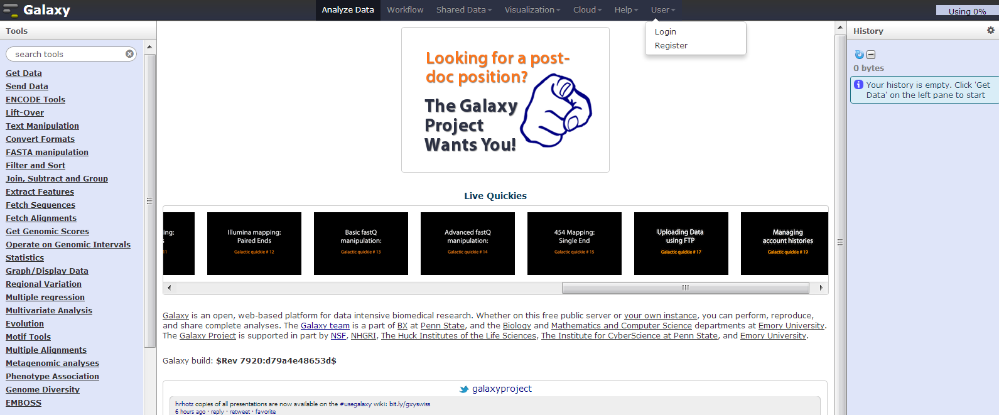 Galaxy
Analyze Data
Workflow
Shared Data
Visualization
Cloud
Help
User
Using 0%
Login
Register
Tools
search tools
Get Data
Send Data
ENCODE Tools
Lift-Over
Text Manipulation
Convert Formats
FASTA manipulation
Filter and Sort
Join, Subtract and Group
Extract Features
Fetch Sequences
Fetch Alignments
Get Genomic Scores
Operate on Genomic Intervals
Statistics
Graph/Display Data
Regional Variation
Multiple regression
Multivariate Analysis
Evolution
Motif Tools
Multiple Alignments
Metagenomic analyses
Phenotype Association
Genome Diversity
EMBOSS
Looking for a post-
doc position?
The Galaxy
Project
Wants You!
Live Quickies
ing:
11
Illumina mapping:
Paired Ends
Galactic quickie # 12
Basic fastQ
manipulation:
Galactic quickie # 13
Advanced fastQ
manipulation:
Galactic quickie # 14
454 Mapping:
Single End
Galactic quickie # 15
Uploading Data
using FTP
Galactic quickie # 17
Managing
account histories
Galactic quickie # 19
Galaxy is an open, web-based platform for data intensive biomedical research. Whether on this free public server or your own instance, you can perform, reproduce,
and share complete analyses. The Galaxy team is a part of BX at Penn State, and the Biology and Mathematics and Computer Science departments at Emory University.
The Galaxy Project is supported in part by NSF, NHGRI, The Huck Institutes of the Life Sciences, The Institute for CyberScience at Penn State, and Emory University.
Galaxy build: $Rev 7920:d79a4e48653d$
galaxyproject
hrhotz copies of all presentations are now available on the #usegalaxy wiki: bit.ly/gxyswiss
6 hours ago · reply · retweet · favorite
History
0 bytes
Your history is empty. Click 'Get
Data' on the left pane to start